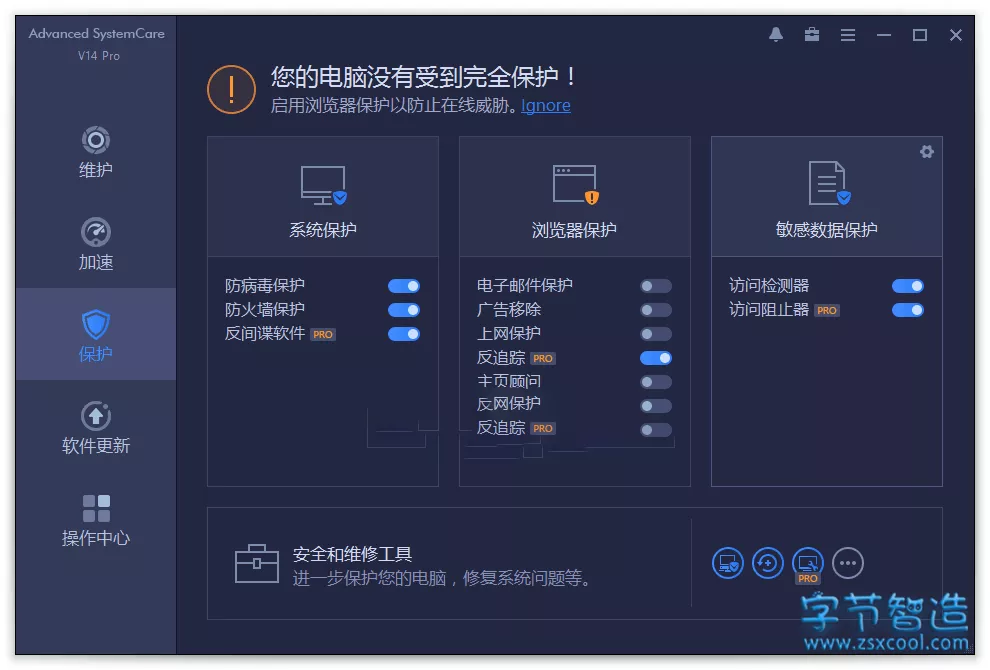 Advanced SystemCare
V14 Pro
维护
加速
保护
软件更新
操作中心
您的电脑没有受到完全保护！
启用浏览器保护以防止在线威胁。Ignore
系统保护
防病毒保护
防火墙保护
反间谍软件 PRO
浏览器保护
电子邮件保护
广告移除
上网保护
反追踪 PRO
主页顾问
反网保护
反追踪 PRO
敏感数据保护
访问检测器
访问阻止器 PRO
安全和维修工具
进一步保护您的电脑，修复系统问题等。
PRO
字节智造
www.zsxcool.com